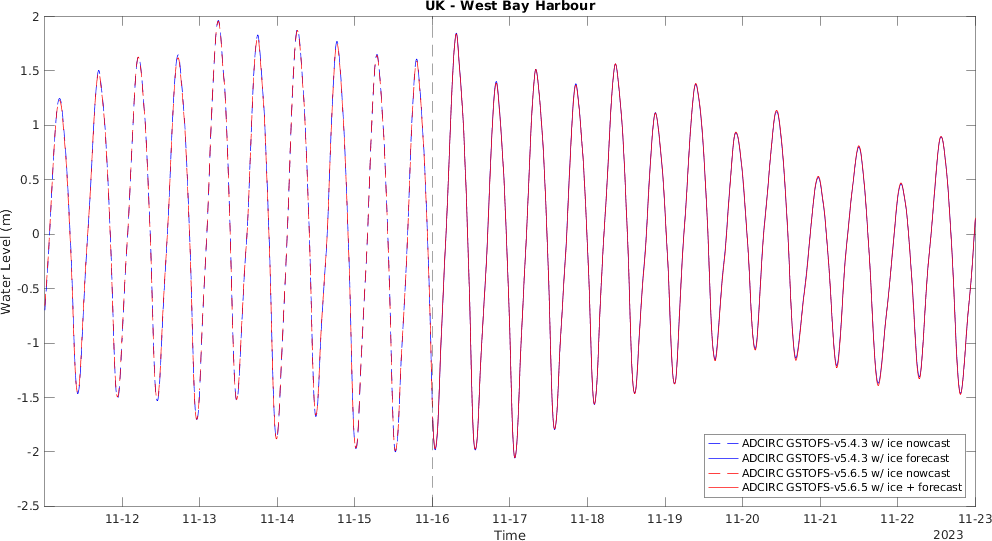 UK - West Bay Harbour
2
1.5
1
0.5
0
-0.5
-1
-1.5
-2
-2.5
Water Level (m)
ADCIRC GSTOFS-v5.4.3 w/ ice nowcast
ADCIRC GSTOFS-v5.4.3 w/ ice forecast
ADCIRC GSTOFS-v5.6.5 w/ ice nowcast
ADCIRC GSTOFS-v5.6.5 w/ ice + forecast
11-12 11-13 11-14 11-15 11-16 11-17 11-18 11-19 11-20 11-21 11-22 11-23
Time
2023